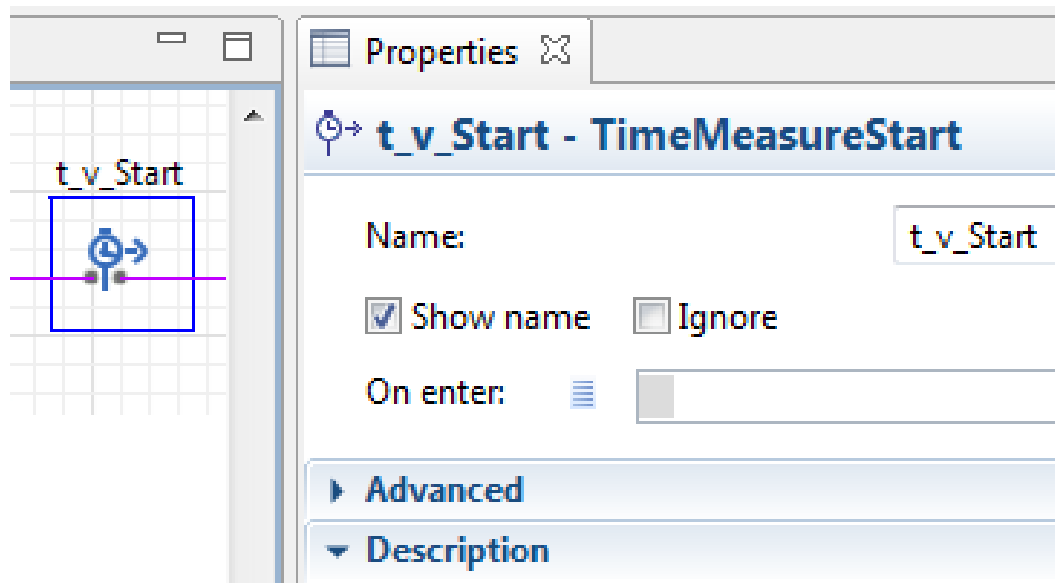 t_v_Start
Properties
t_v_Start - TimeMeasureStart
Name: t_v_Start
Show name Ignore
On enter:
Advanced
Description